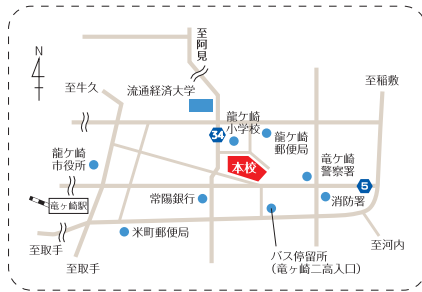 N
至阿見
至牛久
流通経済大学
至稲敷
龍ケ崎
小学校
34
龍ケ崎
郵便局
龍ケ崎
市役所
本校
竜ケ崎
警察署
5
竜ヶ崎駅
常陽銀行
消防署
米町郵便局
至取手
至取手
至河内
バス停留所
（竜ヶ崎二高入口）